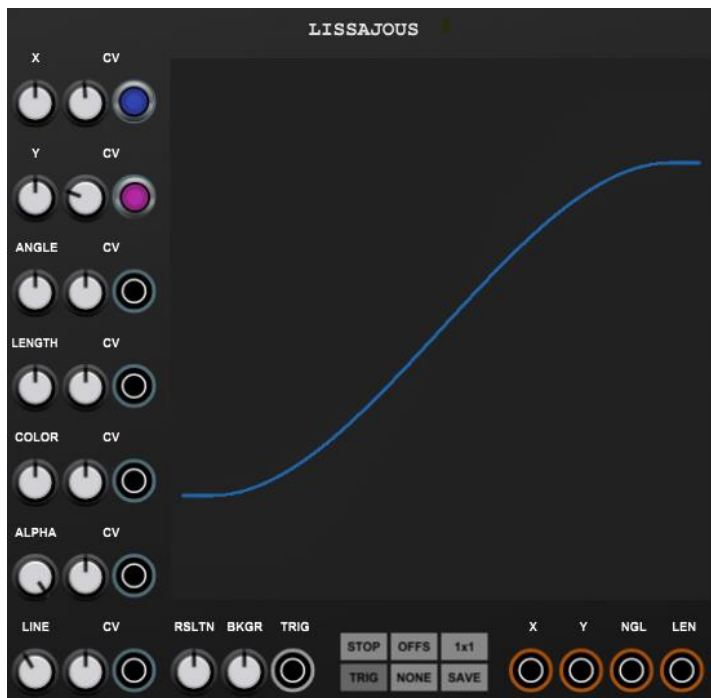 LISSAJOUS
X CV
Y CV
ANGLE CV
LENGTH CV
COLOR CV
ALPHA CV
LINE CV RSLTN BKGR TRIG X Y NGL LEN
STOP OFFS 1x1
TRIG NONE SAVE